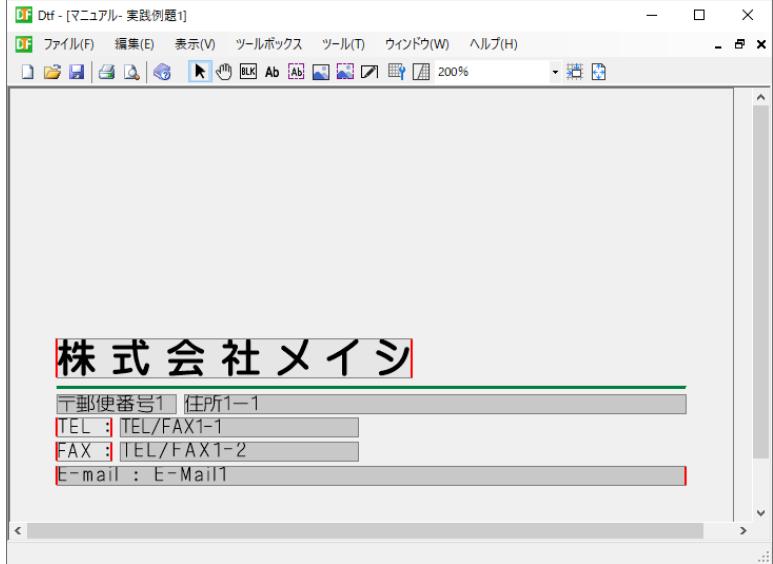 DTF Dtf - [マニュアル- 実践例題1]
DTF ファイル(F) 編集(E) 表示(V) ツールボックス ツール(T) ウィンドウ(W) ヘルプ(H)
BLK Ab Ab 200%
株式会社メイシ
〒郵便番号1 住所1ー1
TEL : TEL/FAX1-1
FAX : TEL/FAX1-2
E-mail : E-Mail1